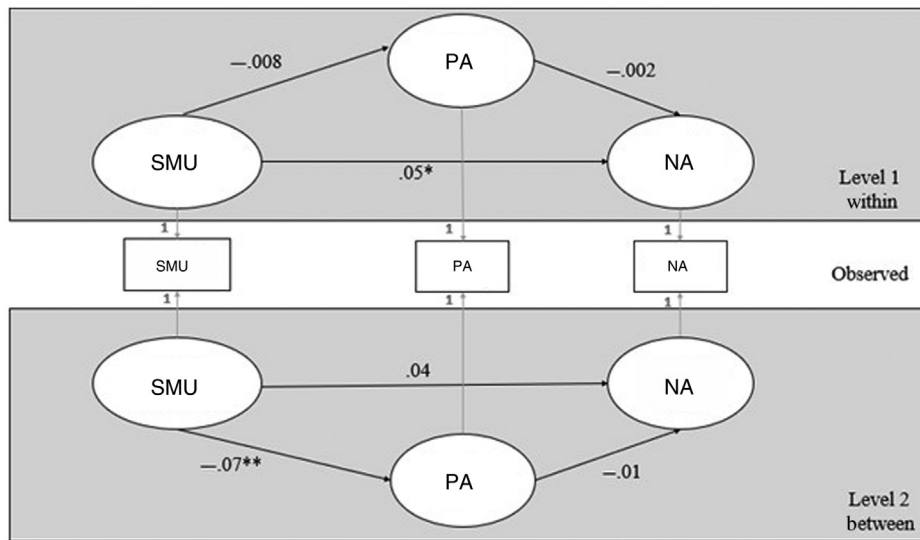 PA
—.008
—.002
SMU
NA
.05*
Level 1
within
1
1
1
SMU
PA
NA
Observed
1
1
1
SMU
.04
NA
—.07**
PA
—.01
Level 2
between